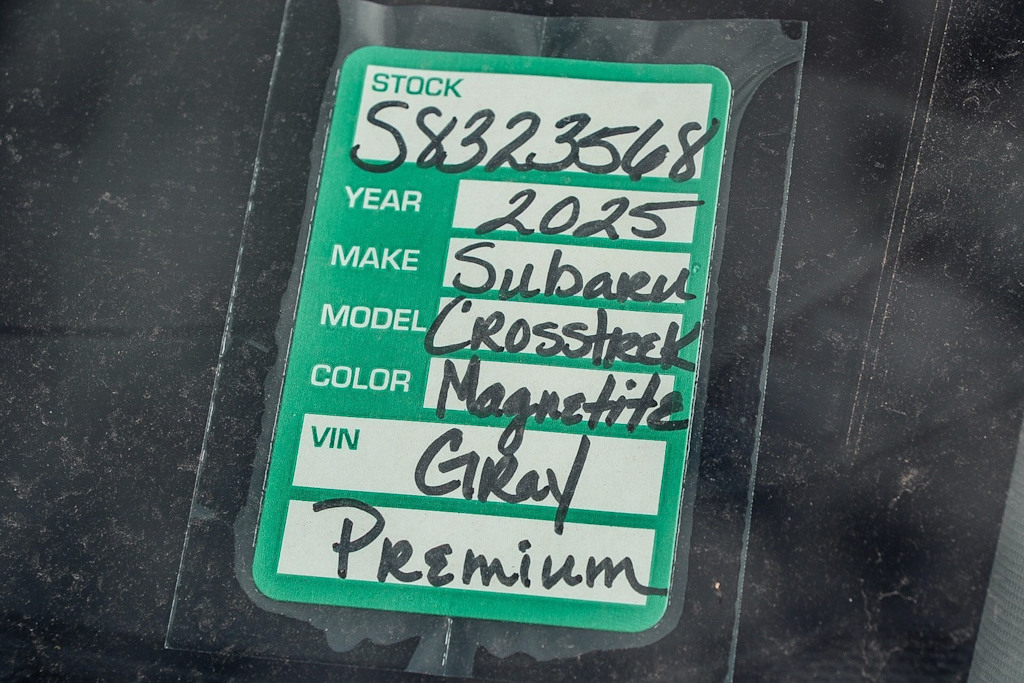 STOCK
S8323568
YEAR 2025
MAKE Subaru
MODEL Crosstrek
COLOR Magnetite
VIN Gray
Premium